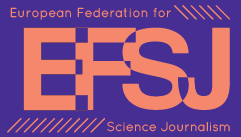 European Federation for
EFSJ
Science Journalism